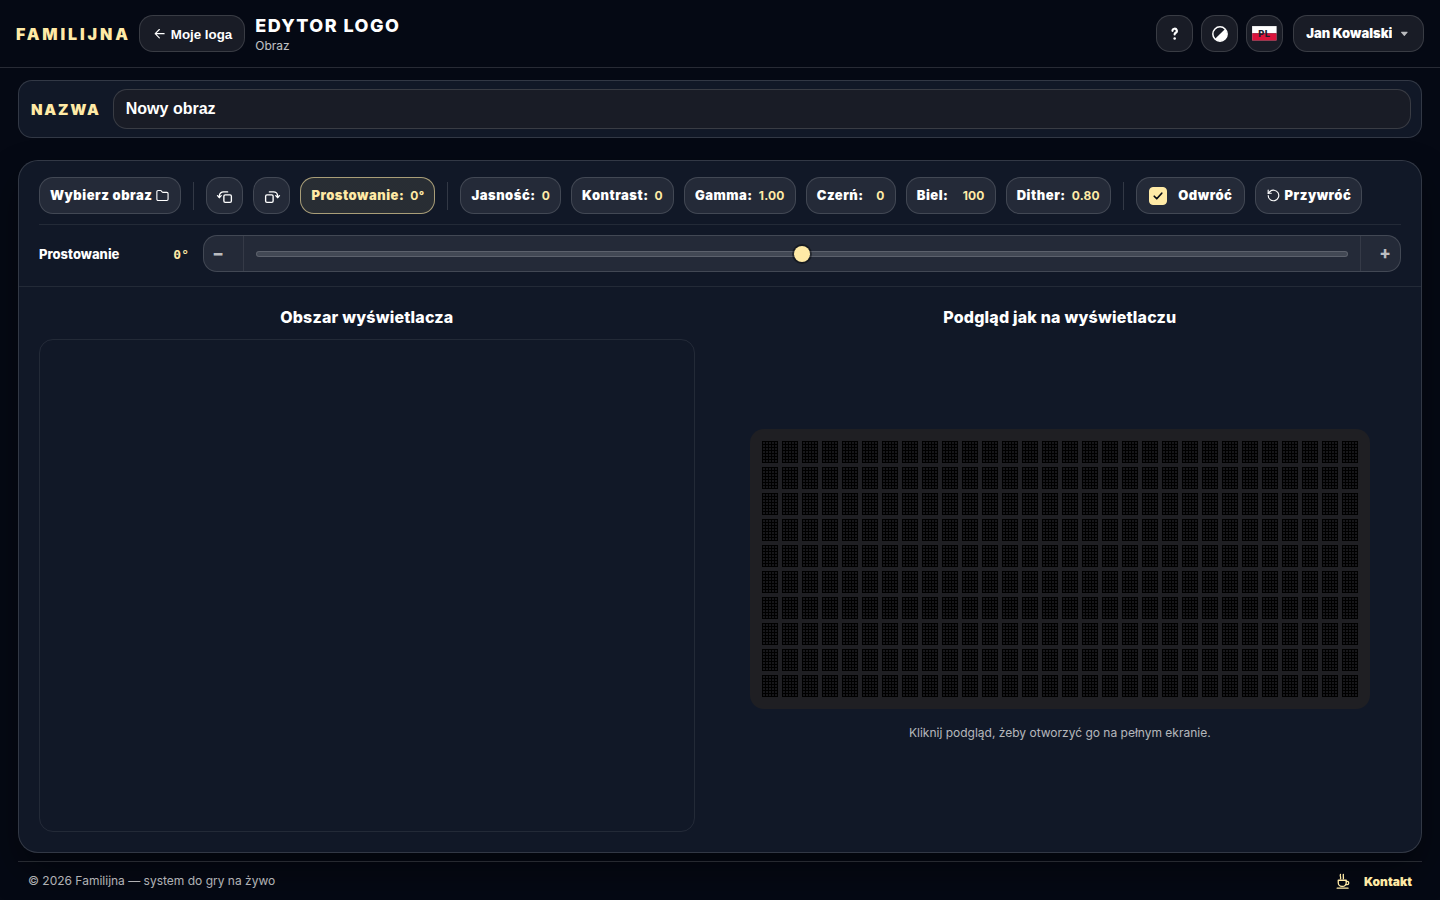 FAMILIJNA
Moje loga
EDYTOR LOGO
Obraz
?
PL
Jan Kowalski
NAZWA
Nowy obraz
Wybierz obraz
Prostowanie: 0°
Jasność: 0
Kontrast: 0
Gamma: 1.00
Czerń: 0
Biel: 100
Dither: 0.80
Odwróć
Przywróć
Prostowanie 0°
− +
Obszar wyświetlacza
Podgląd jak na wyświetlaczu
Kliknij podgląd, żeby otworzyć go na pełnym ekranie.
© 2026 Familijna — system do gry na żywo
Kontakt